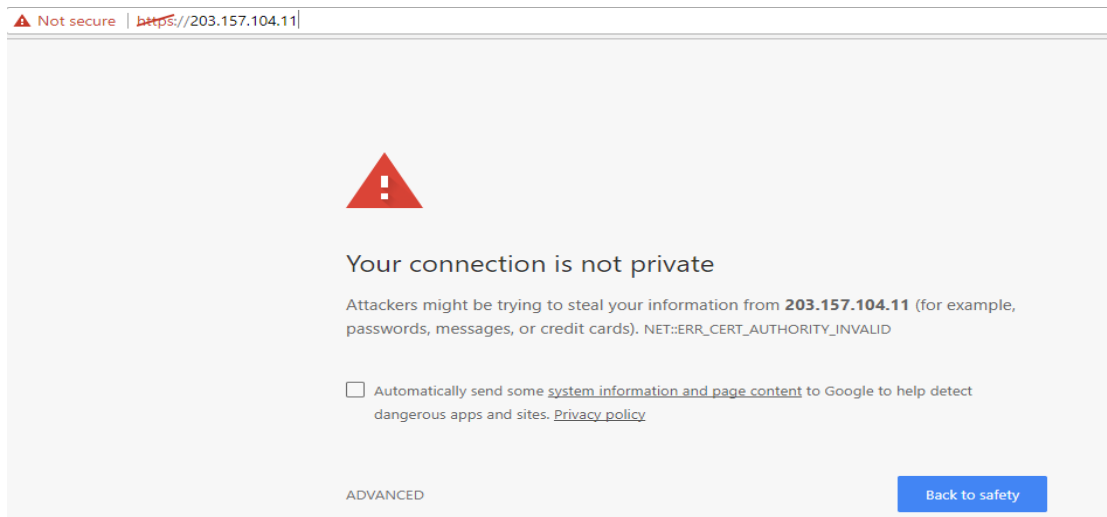 Not secure | https://203.157.104.11
Your connection is not private
Attackers might be trying to steal your information from 203.157.104.11 (for example,
passwords, messages, or credit cards). NET::ERR_CERT_AUTHORITY_INVALID
Automatically send some system information and page content to Google to help detect
dangerous apps and sites. Privacy policy
ADVANCED
Back to safety